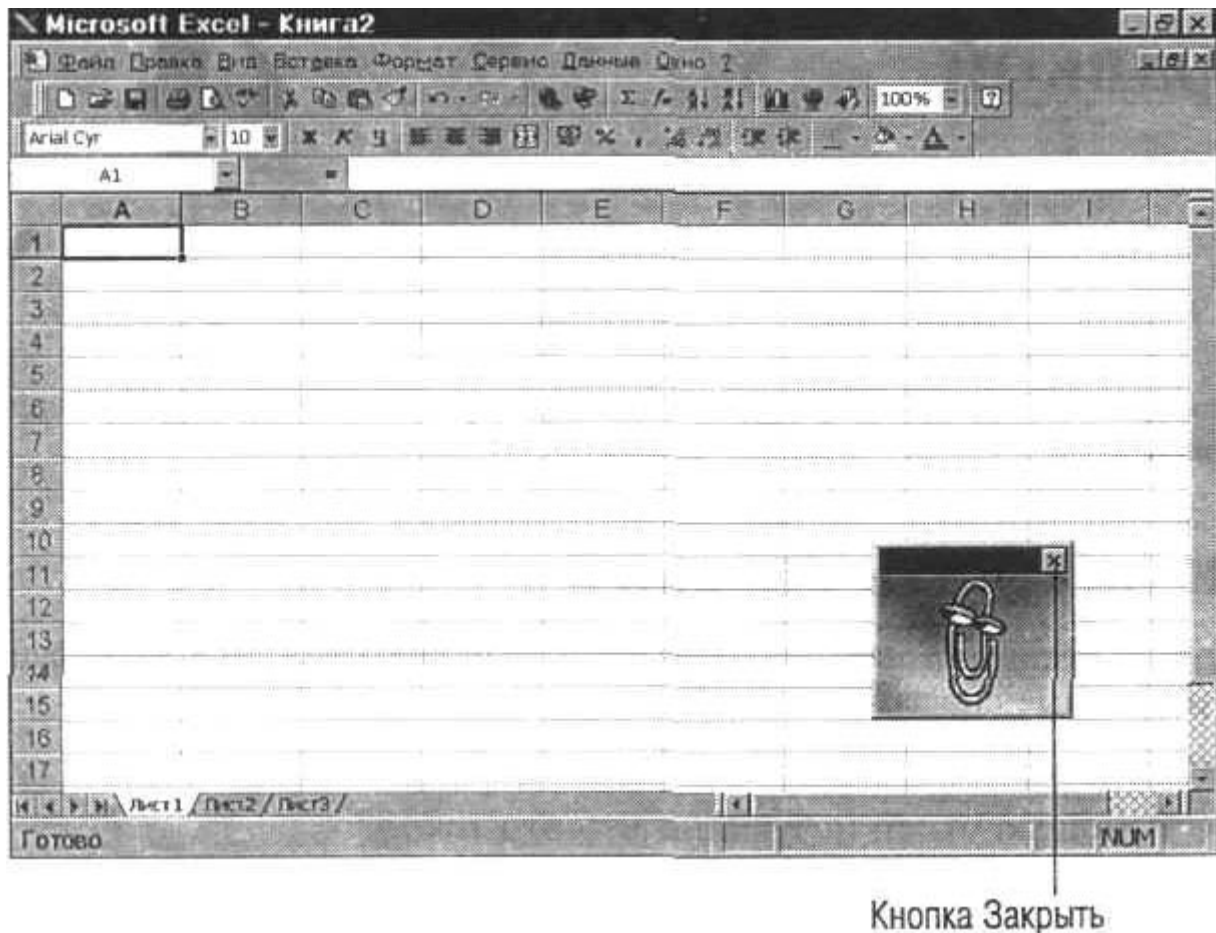 Microsoft Excel - Книга2
Файл Правка Вид Вставка Формат Сервис Данные Окно ?
100%
Arial Cyr 10 Ж К Ч
A1 =
A B C D E F G H I
1
2
3
4
5
6
7
8
9
10
11
12
13
14
15
16
17
Лист1 Лист2 Лист3
Готово NUM
Кнопка Закрыть